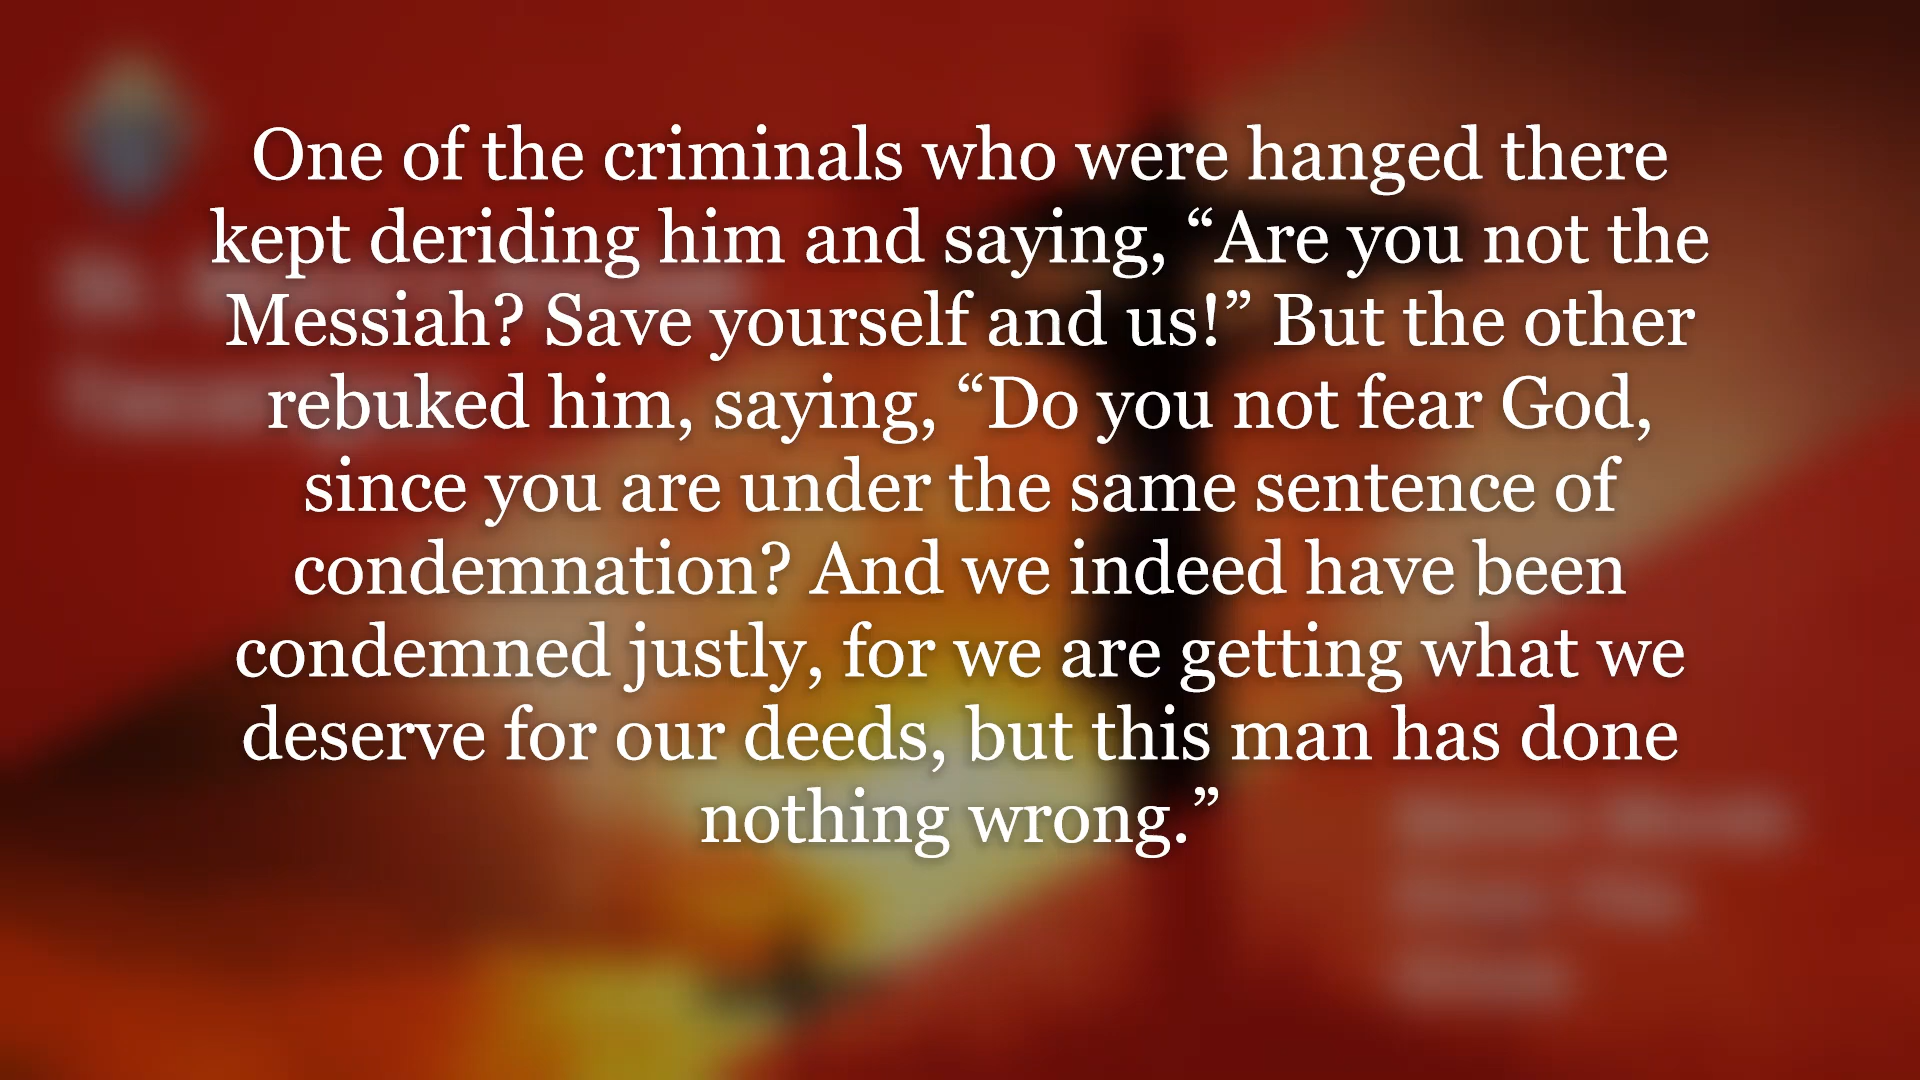 One of the criminals who were hanged there
kept deriding him and saying, “Are you not the
Messiah? Save yourself and us!” But the other
rebuked him, saying, “Do you not fear God,
since you are under the same sentence of
condemnation? And we indeed have been
condemned justly, for we are getting what we
deserve for our deeds, but this man has done
nothing wrong.”